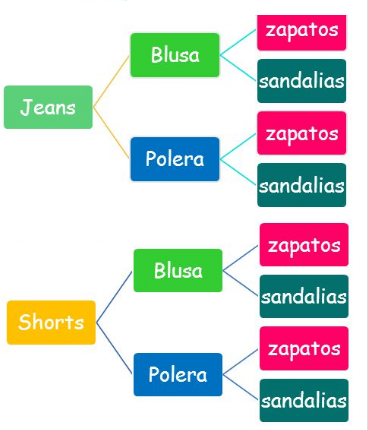 zapatos
Blusa
sandalias
Jeans
zapatos
Polera
sandalias
zapatos
Blusa
sandalias
Shorts
zapatos
Polera
sandalias